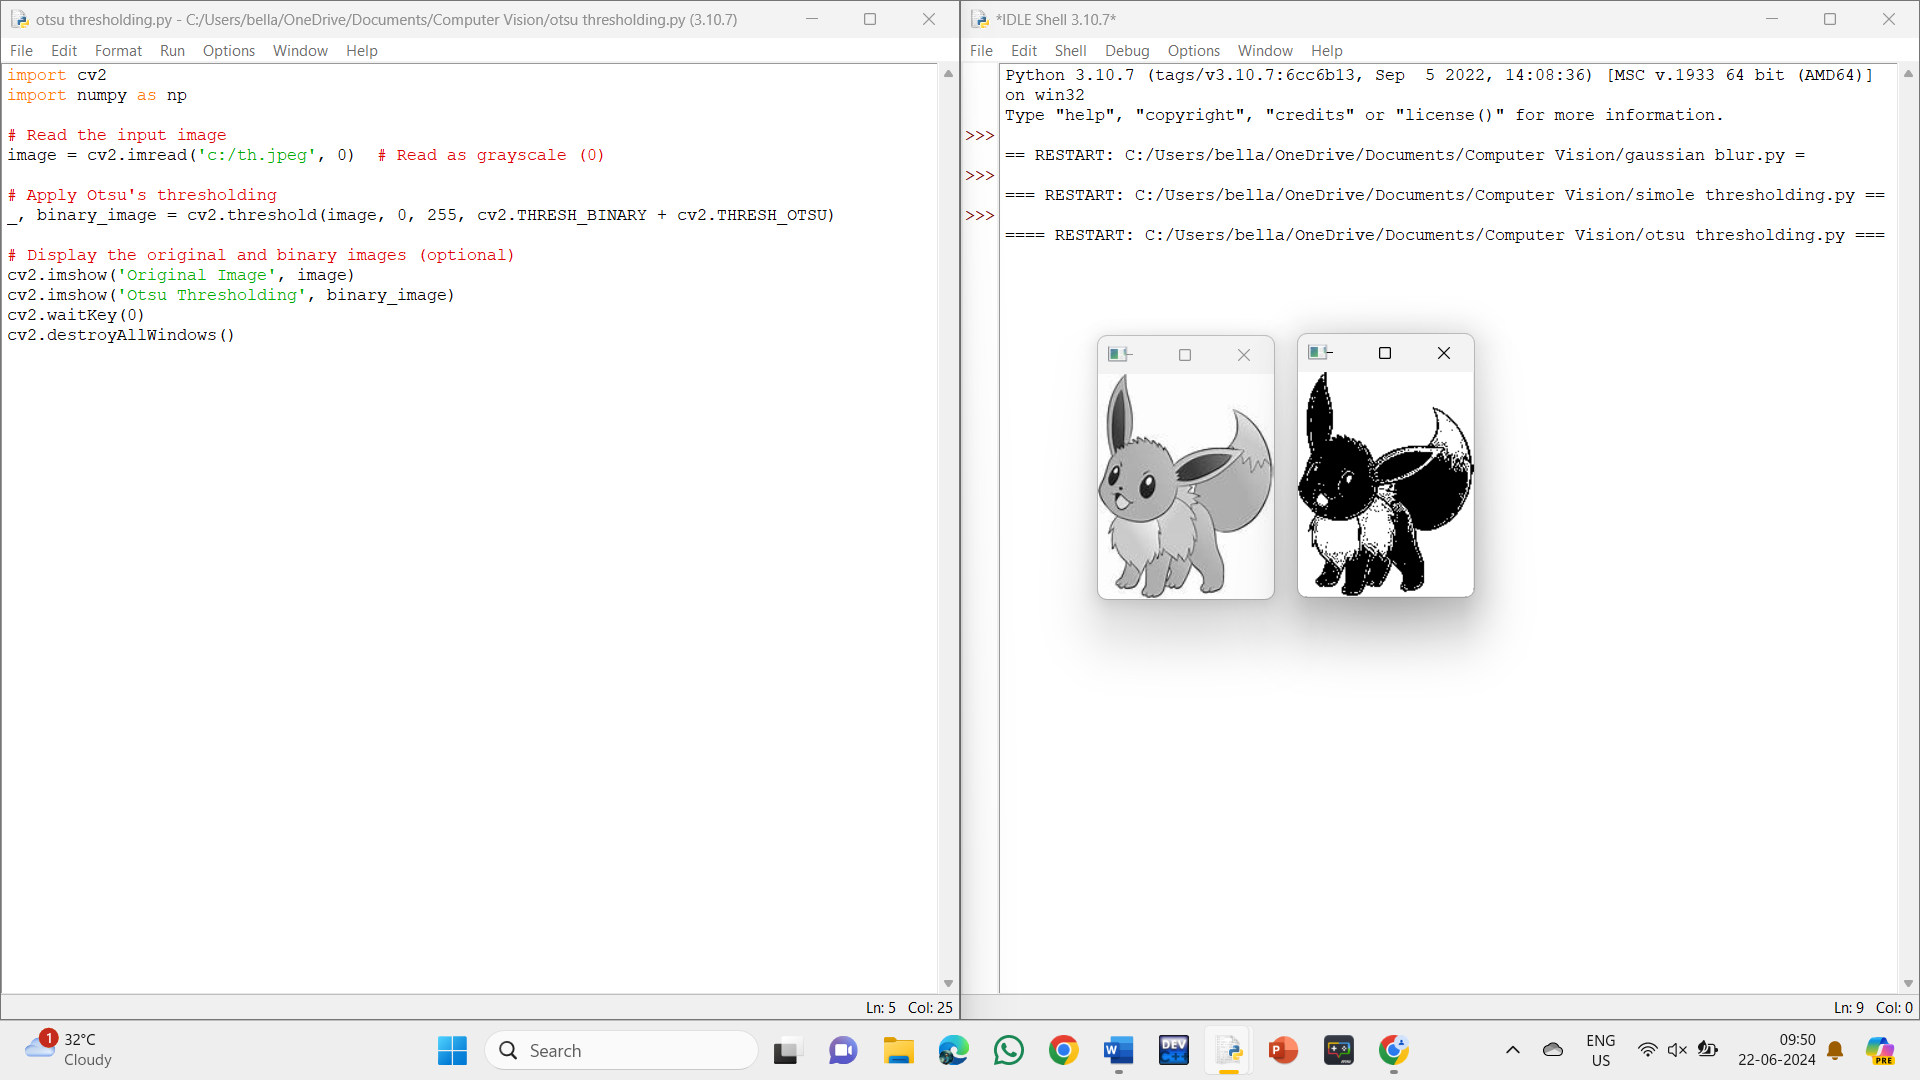 otsu thresholding.py - C:/Users/bella/OneDrive/Documents/Computer Vision/otsu thresholding.py (3.10.7)
File Edit Format Run Options Window Help
import cv2
import numpy as np
# Read the input image
image = cv2.imread('c:/th.jpeg', 0)  # Read as grayscale (0)
# Apply Otsu's thresholding
_, binary_image = cv2.threshold(image, 0, 255, cv2.THRESH_BINARY + cv2.THRESH_OTSU)
# Display the original and binary images (optional)
cv2.imshow('Original Image', image)
cv2.imshow('Otsu Thresholding', binary_image)
cv2.waitKey(0)
cv2.destroyAllWindows()
Ln: 5 Col: 25
*IDLE Shell 3.10.7*
File Edit Shell Debug Options Window Help
Python 3.10.7 (tags/v3.10.7:6cc6b13, Sep  5 2022, 14:08:36) [MSC v.1933 64 bit (AMD64)]
on win32
Type "help", "copyright", "credits" or "license()" for more information.
>>>
== RESTART: C:/Users/bella/OneDrive/Documents/Computer Vision/gaussian blur.py =
>>>
=== RESTART: C:/Users/bella/OneDrive/Documents/Computer Vision/simole thresholding.py ==
>>>
==== RESTART: C:/Users/bella/OneDrive/Documents/Computer Vision/otsu thresholding.py ===
Ln: 9 Col: 0
1
32°C
Cloudy
Search
W
DEV
C++
P
ENG
US
09:50
22-06-2024
PRE